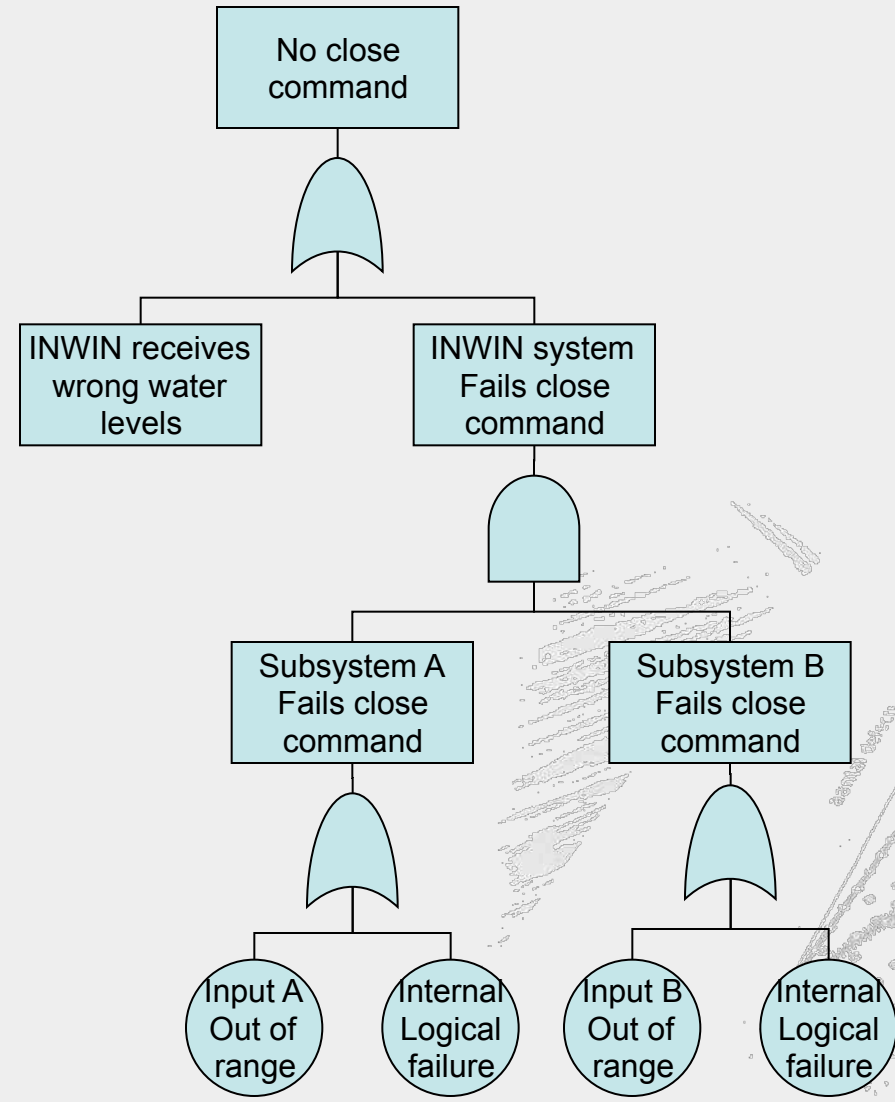 No close
command
INWIN receives
wrong water
levels
INWIN system
Fails close
command
Subsystem A
Fails close
command
Subsystem B
Fails close
command
Input A
Out of
range
Internal
Logical
failure
Input B
Out of
range
Internal
Logical
failure